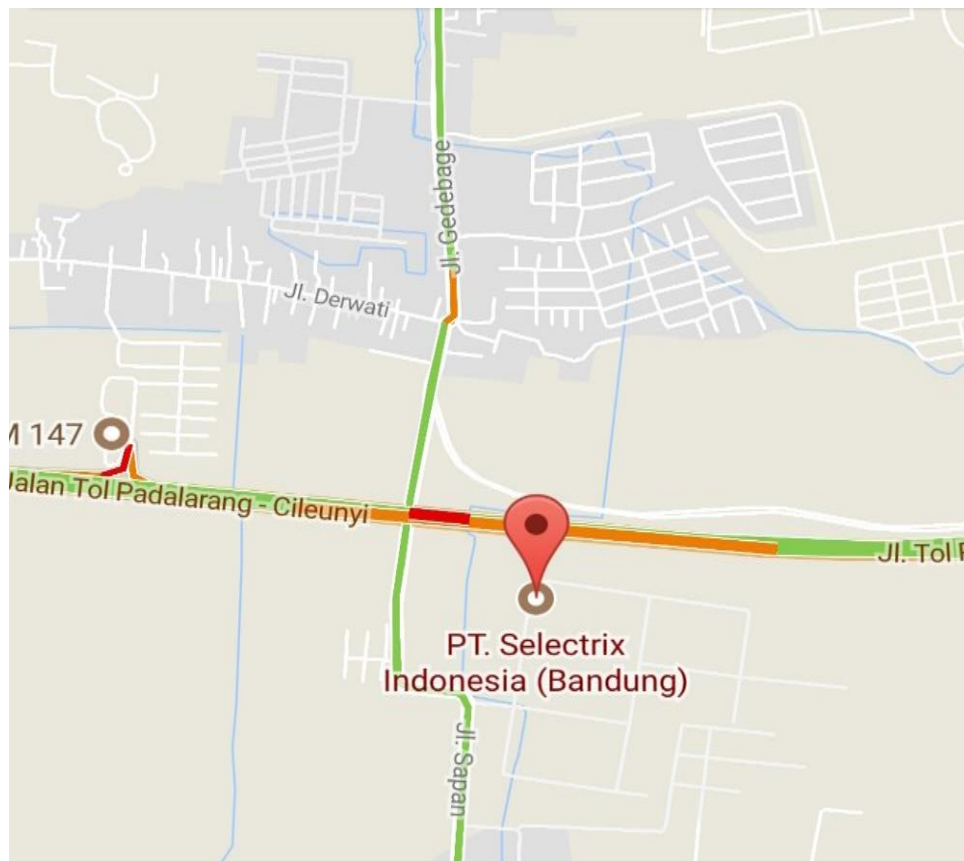 Jl. Gedebage
Jl. Derwati
M 147
Jalan Tol Padalarang - Cileunyi
Jl. Tol P
PT. Selectrix
Indonesia (Bandung)
Jl. Sapan